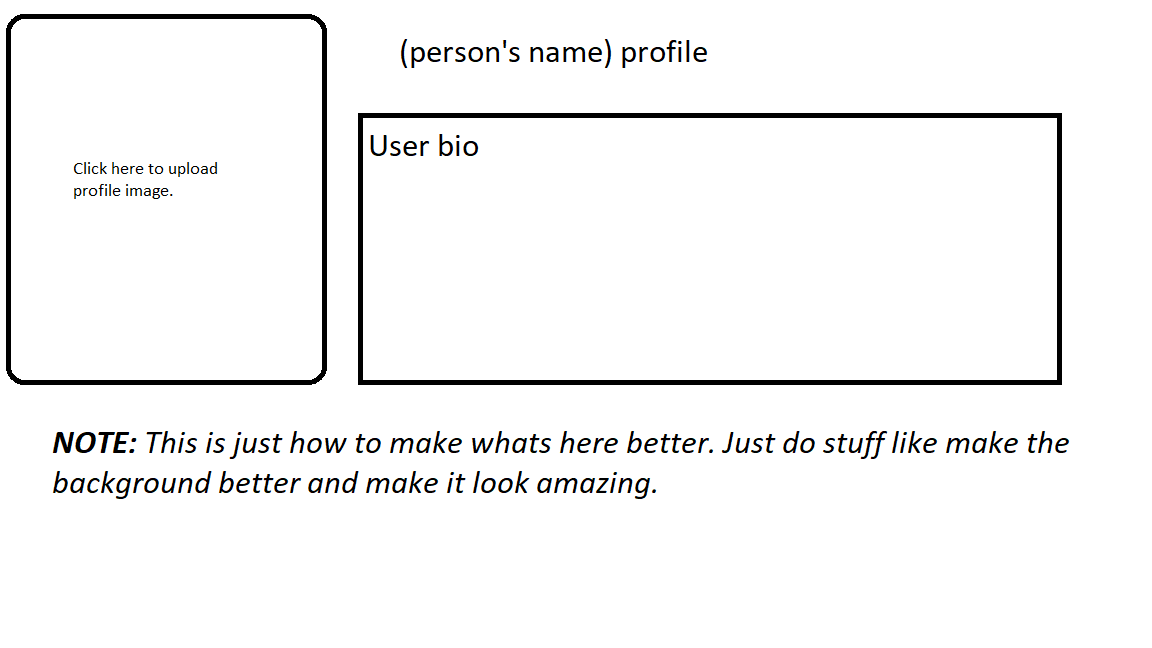 (person's name) profile
Click here to upload
profile image.
User bio
NOTE: This is just how to make whats here better. Just do stuff like make the
background better and make it look amazing.